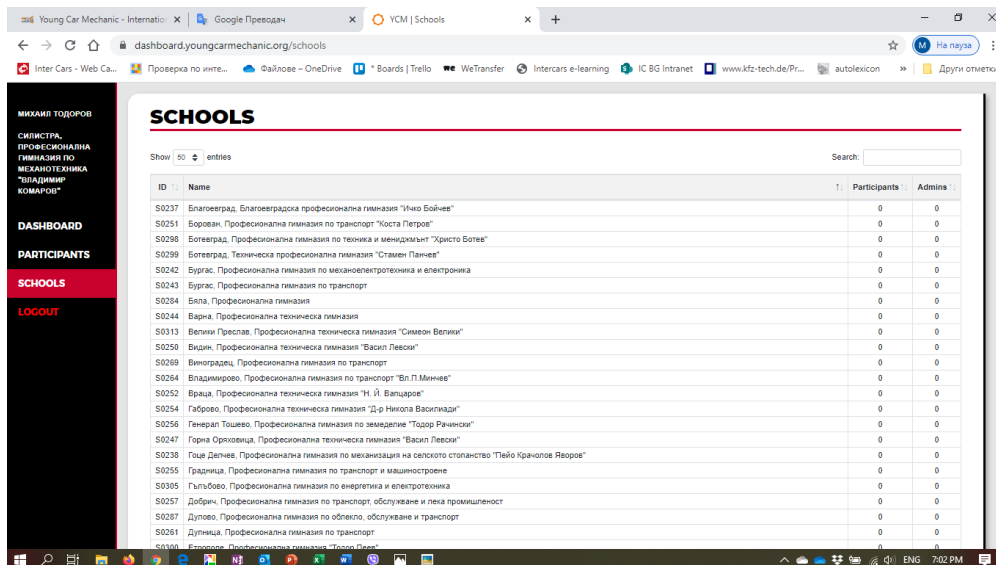 Young Car Mechanic - Internation
Google Преводач
YCM | Schools
dashboard.youngcarmechanic.org/schools
M
На пауза
Inter Cars - Web Ca...
Проверка по инте...
Файлове – OneDrive
* Boards | Trello
WeTransfer
Intercars e-learning
IC BG Intranet
www.kfz-tech.de/Pr...
autolexicon
»
Други отметки
МИХАИЛ ТОДОРОВ
СИЛИСТРА,
ПРОФЕСИОНАЛНА
ГИМНАЗИЯ ПО
МЕХАНОТЕХНИКА
"ВЛАДИМИР
КОМАРОВ"
DASHBOARD
PARTICIPANTS
SCHOOLS
LOGOUT
SCHOOLS
Show 50 entries
Search:
ID Name Participants Admins
S0237 Благоевград, Благоевградска професионална гимназия "Ичко Бойчев" 0 0
S0251 Борован, Професионална гимназия по транспорт "Коста Петров" 0 0
S0298 Ботевград, Професионална гимназия по техника и мениджмънт "Христо Ботев" 0 0
S0299 Ботевград, Техническа професионална гимназия "Стамен Панчев" 0 0
S0242 Бургас, Професионална гимназия по механоелектротехника и електроника 0 0
S0243 Бургас, Професионална гимназия по транспорт 0 0
S0284 Бяла, Професионална гимназия 0 0
S0244 Варна, Професионална техническа гимназия 0 0
S0313 Велики Преслав, Професионална техническа гимназия "Симеон Велики" 0 0
S0250 Видин, Професионална техническа гимназия "Васил Левски" 0 0
S0269 Виноградец, Професионална гимназия по транспорт 0 0
S0264 Владимирово, Професионална гимназия по транспорт "Вл.П.Минчев" 0 0
S0252 Враца, Професионална техническа гимназия "Н. Й. Вапцаров" 0 0
S0254 Габрово, Професионална техническа гимназия "Д-р Никола Василиади" 0 0
S0256 Генерал Тошево, Професионална гимназия по земеделие "Тодор Рачински" 0 0
S0247 Горна Оряховица, Професионална техническа гимназия "Васил Левски" 0 0
S0238 Гоце Делчев, Професионална гимназия по механизация на селското стопанство "Пейо Крачолов Яворов" 0 0
S0255 Градница, Професионална гимназия по транспорт и машиностроене 0 0
S0305 Гълъбово, Професионална гимназия по енергетика и електротехника 0 0
S0257 Добрич, Професионална гимназия по транспорт, обслужване и лека промишленост 0 0
S0287 Дулово, Професионална гимназия по облекло, обслужване и транспорт 0 0
S0261 Дупница, Професионална гимназия по транспорт 0 0
S0300 Етрополе, Професионална гимназия "Тодор Пеев" 0 0
ENG 7:02 PM